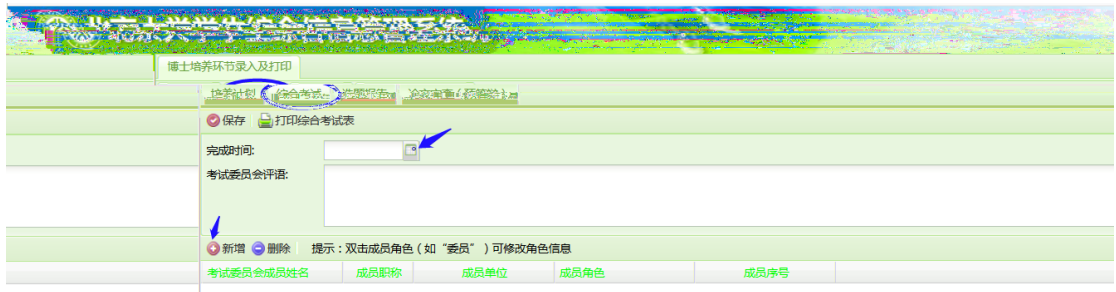 博士培养环节录入及打印
培养计划 综合考试 选题报告
保存 打印综合考试表
完成时间:
考试委员会评语:
新增 删除 提示：双击成员角色（如“委员”）可修改角色信息
考试委员会成员姓名 成员职称 成员单位 成员角色 成员序号